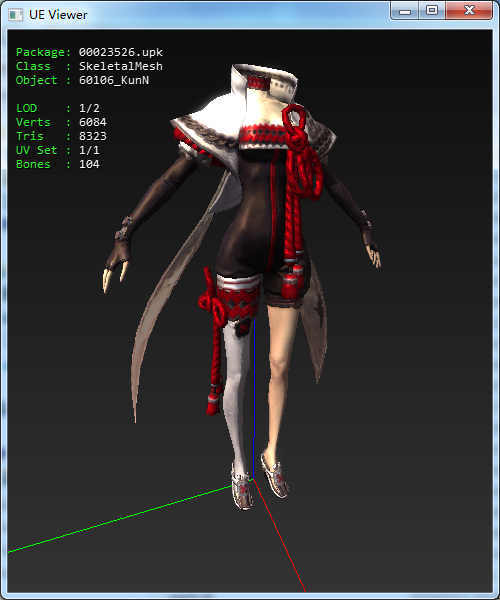 UE Viewer
Package: 00023526.upk
Class  : SkeletalMesh
Object : 60106_KunN
LOD    : 1/2
Verts  : 6084
Tris   : 8323
UV Set : 1/1
Bones  : 104